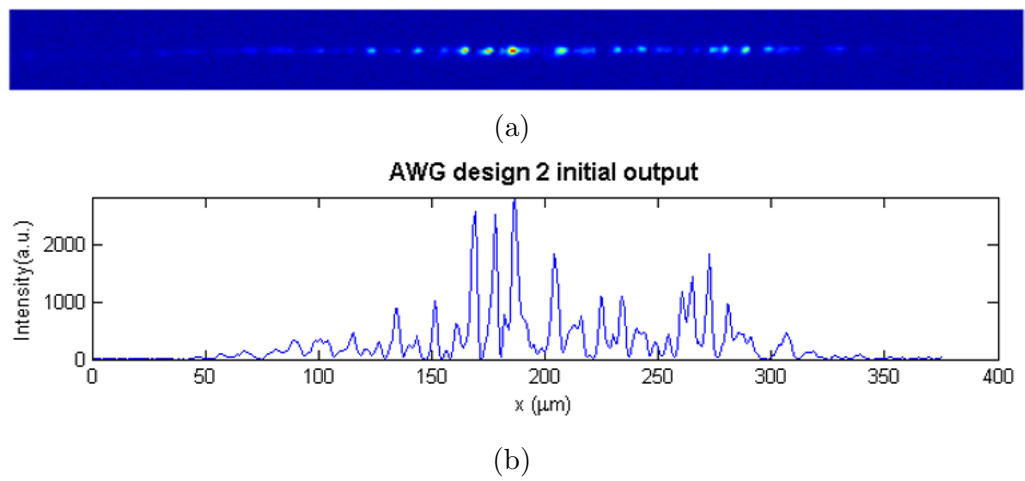 (a)
AWG design 2 initial output
Intensity(a.u.)
2000
1000
0
0 50 100 150 200 250 300 350 400
x (μm)
(b)